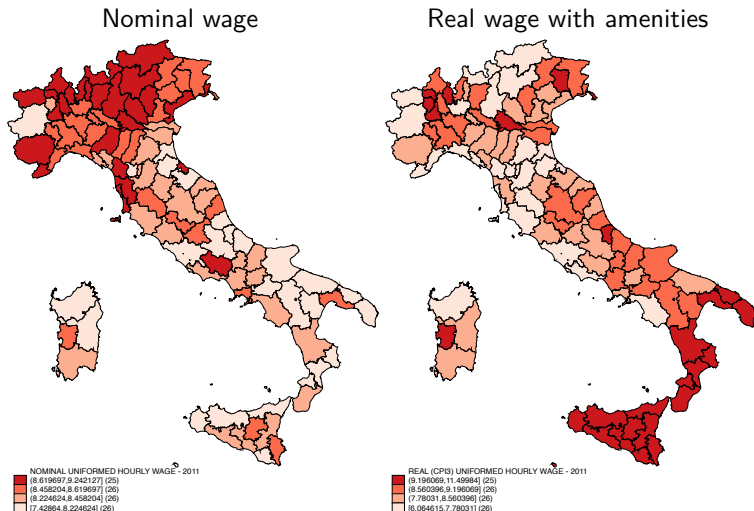 Nominal wage
Real wage with amenities
NOMINAL UNIFORMED HOURLY WAGE - 2011
(8.619697,9.242127] (25)
(8.458204,8.619697] (26)
(8.224624,8.458204] (26)
[7.42864,8.224624] (26)
REAL (CPI3) UNIFORMED HOURLY WAGE - 2011
(9.196069,11.49984] (25)
(8.560396,9.196069] (26)
(7.78031,8.560396] (26)
[6.064615,7.78031] (26)